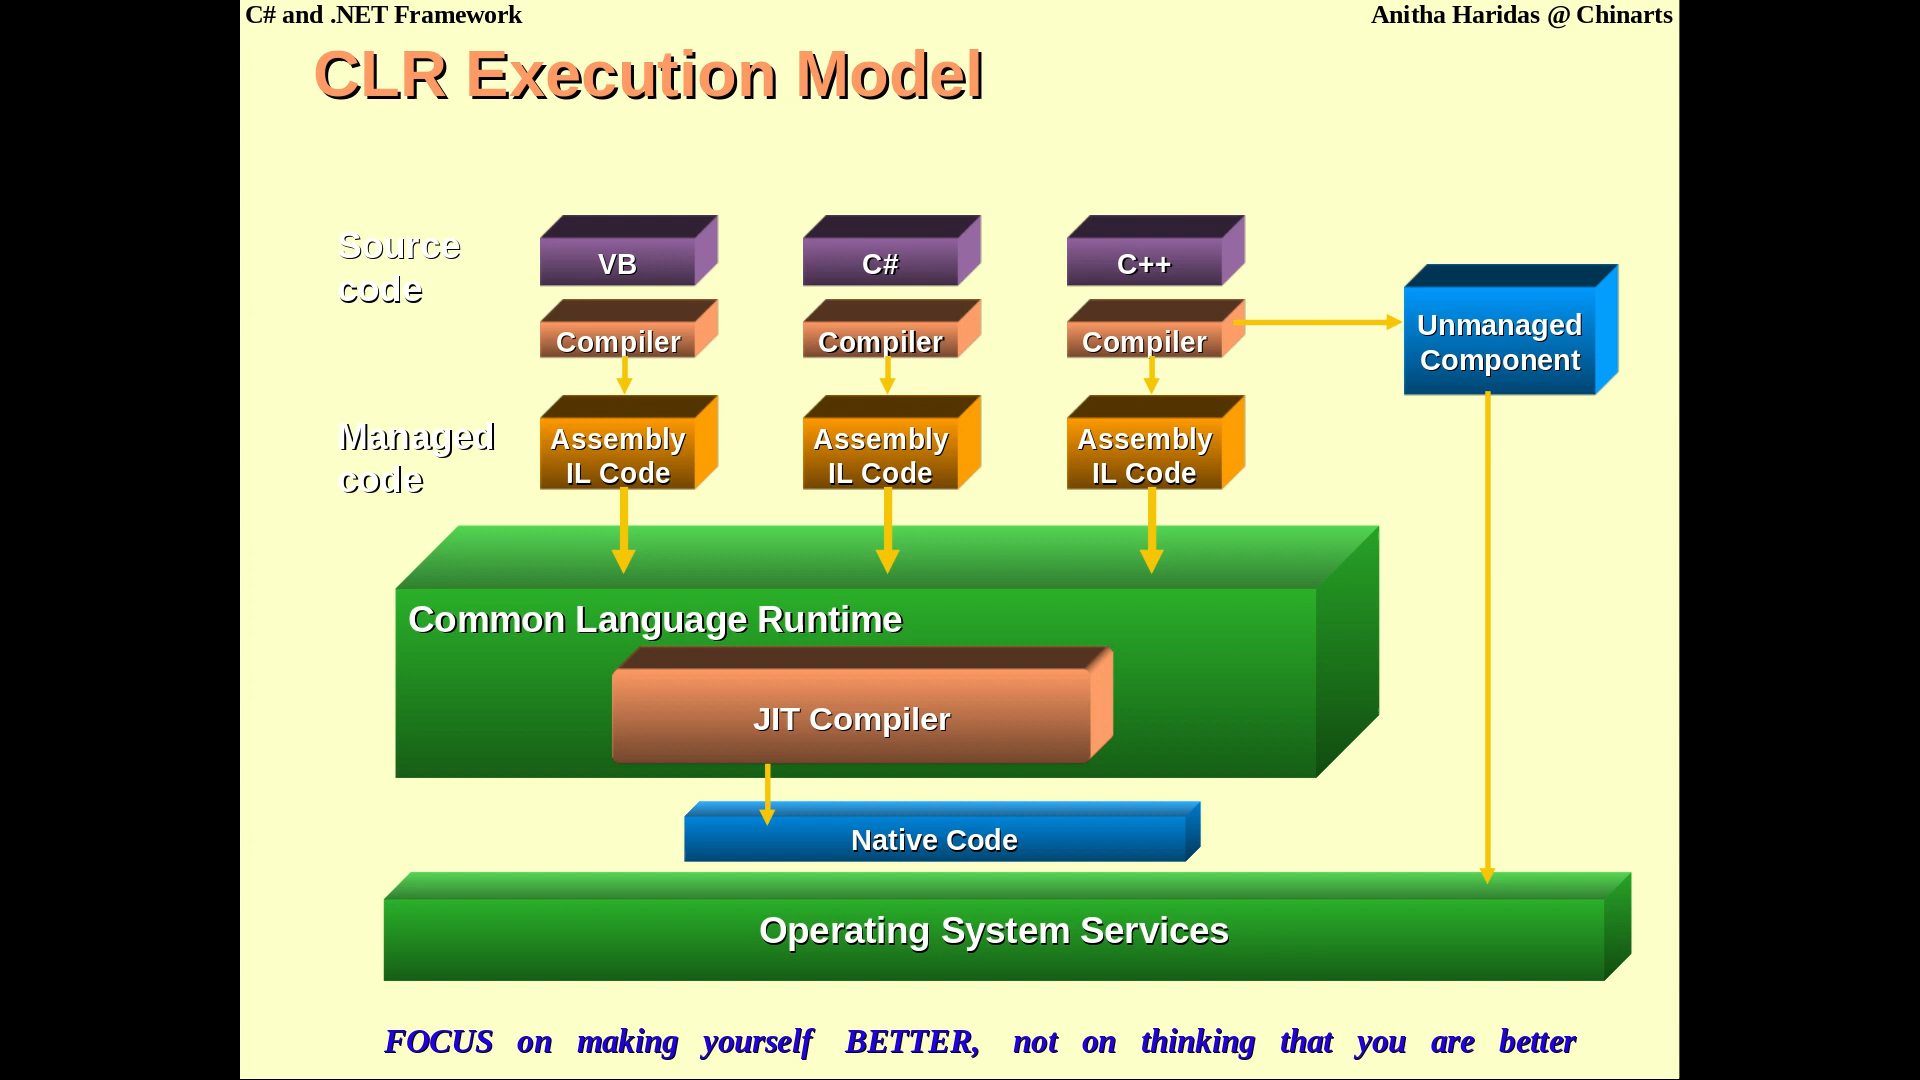 C# and .NET Framework
Anitha Haridas @ Chinarts
CLR Execution Model
Source
code
VB
C#
C++
Compiler
Compiler
Compiler
Unmanaged
Component
Managed
code
Assembly
IL Code
Assembly
IL Code
Assembly
IL Code
Common Language Runtime
JIT Compiler
Native Code
Operating System Services
FOCUS on making yourself BETTER, not on thinking that you are better